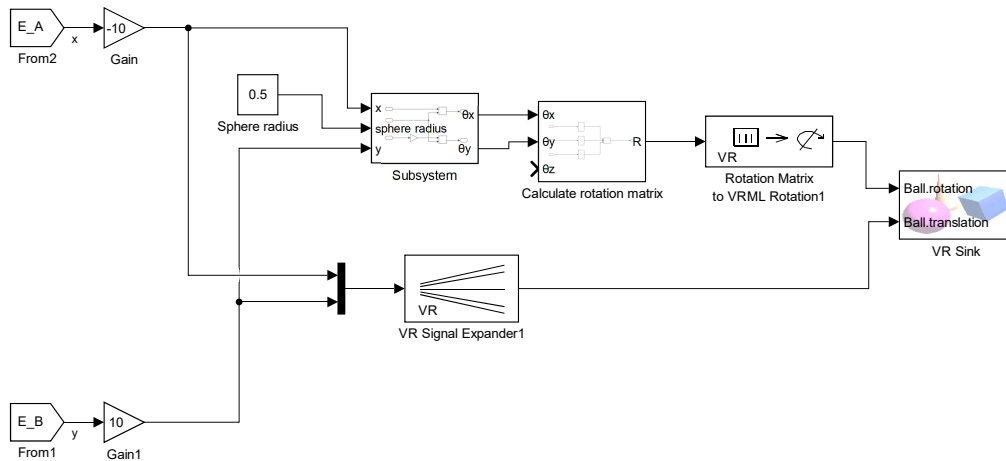 E_A
x
From2
-10
Gain
0.5
Sphere radius
x
sphere radius
y
θx
θy
Subsystem
θx
θy
θz
R
Calculate rotation matrix
VR
Rotation Matrix
to VRML Rotation1
Ball.rotation
Ball.translation
VR Sink
VR
VR Signal Expander1
E_B
y
From1
10
Gain1